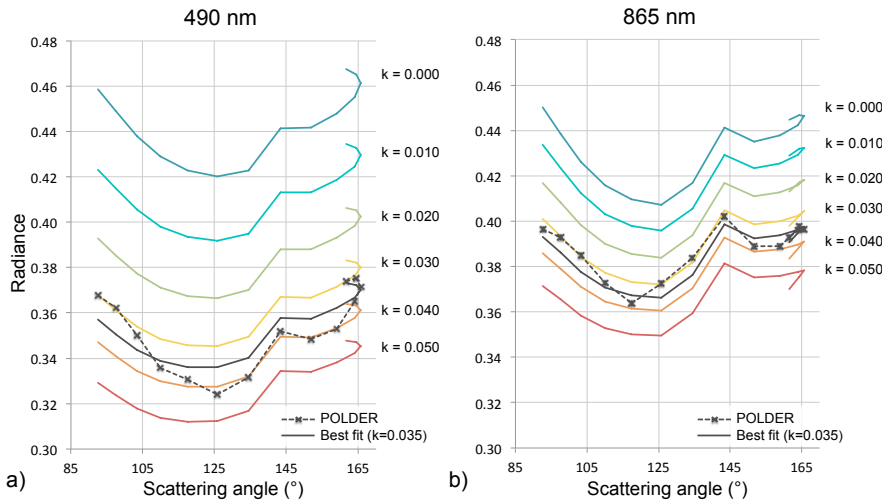 490 nm
0.48
0.46
0.44
0.42
0.40
0.38
0.36
0.34
0.32
0.30
Radiance
k = 0.000
k = 0.010
k = 0.020
k = 0.030
k = 0.040
k = 0.050
POLDER
Best fit (k=0.035)
85 105 125 145 165
a) Scattering angle (°)
865 nm
0.48
0.46
0.44
0.42
0.40
0.38
0.36
0.34
0.32
0.30
k = 0.000
k = 0.010
k = 0.020
k = 0.030
k = 0.040
k = 0.050
POLDER
Best fit (k=0.035)
85 105 125 145 165
b) Scattering angle (°)